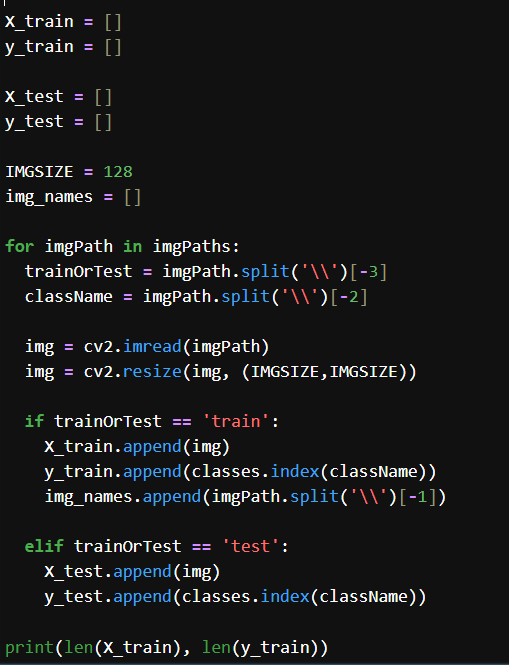 X_train = []
y_train = []

X_test = []
y_test = []

IMGSIZE = 128
img_names = []

for imgPath in imgPaths:
  trainOrTest = imgPath.split('\\')[-3]
  className = imgPath.split('\\')[-2]

  img = cv2.imread(imgPath)
  img = cv2.resize(img, (IMGSIZE,IMGSIZE))

  if trainOrTest == 'train':
    X_train.append(img)
    y_train.append(classes.index(className))
    img_names.append(imgPath.split('\\')[-1])

  elif trainOrTest == 'test':
    X_test.append(img)
    y_test.append(classes.index(className))

print(len(X_train), len(y_train))